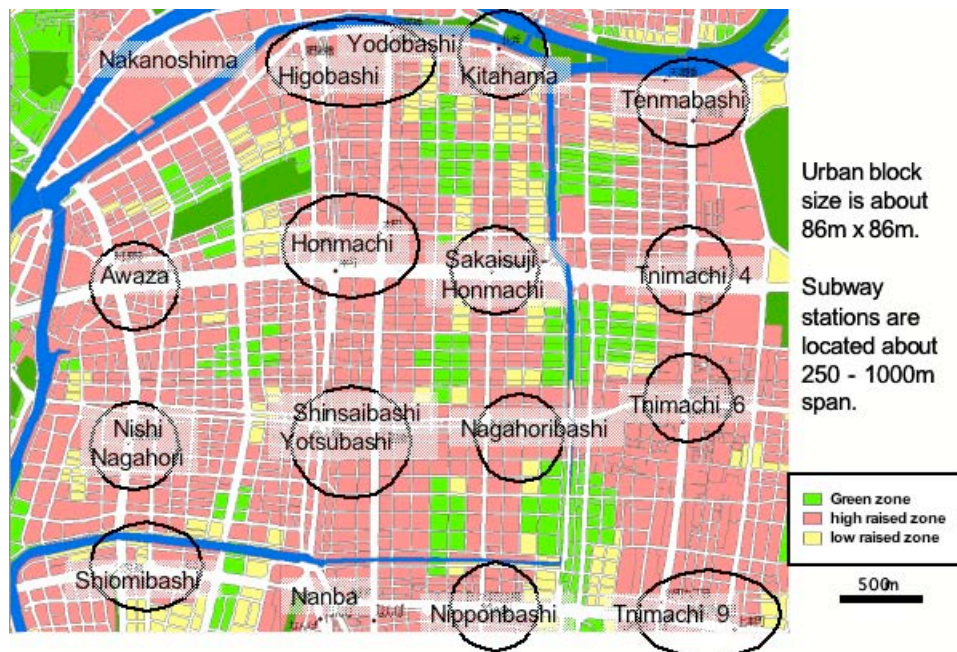 Nakanoshima
Yodobashi
Higobashi
Kitahama
Tenmabashi
Honmachi
Awaza
Sakaisuji -
Honmachi
Tnimachi 4
Shinsaibashi
Yotsubashi
Nishi
Nagahori
Nagahoribashi
Tnimachi 6
Shiomibashi
Nanba
Nipponbashi
Tnimachi 9
Urban block
size is about
86m x 86m.
Subway
stations are
located about
250 - 1000m
span.
Green zone
high raised zone
low raised zone
500m